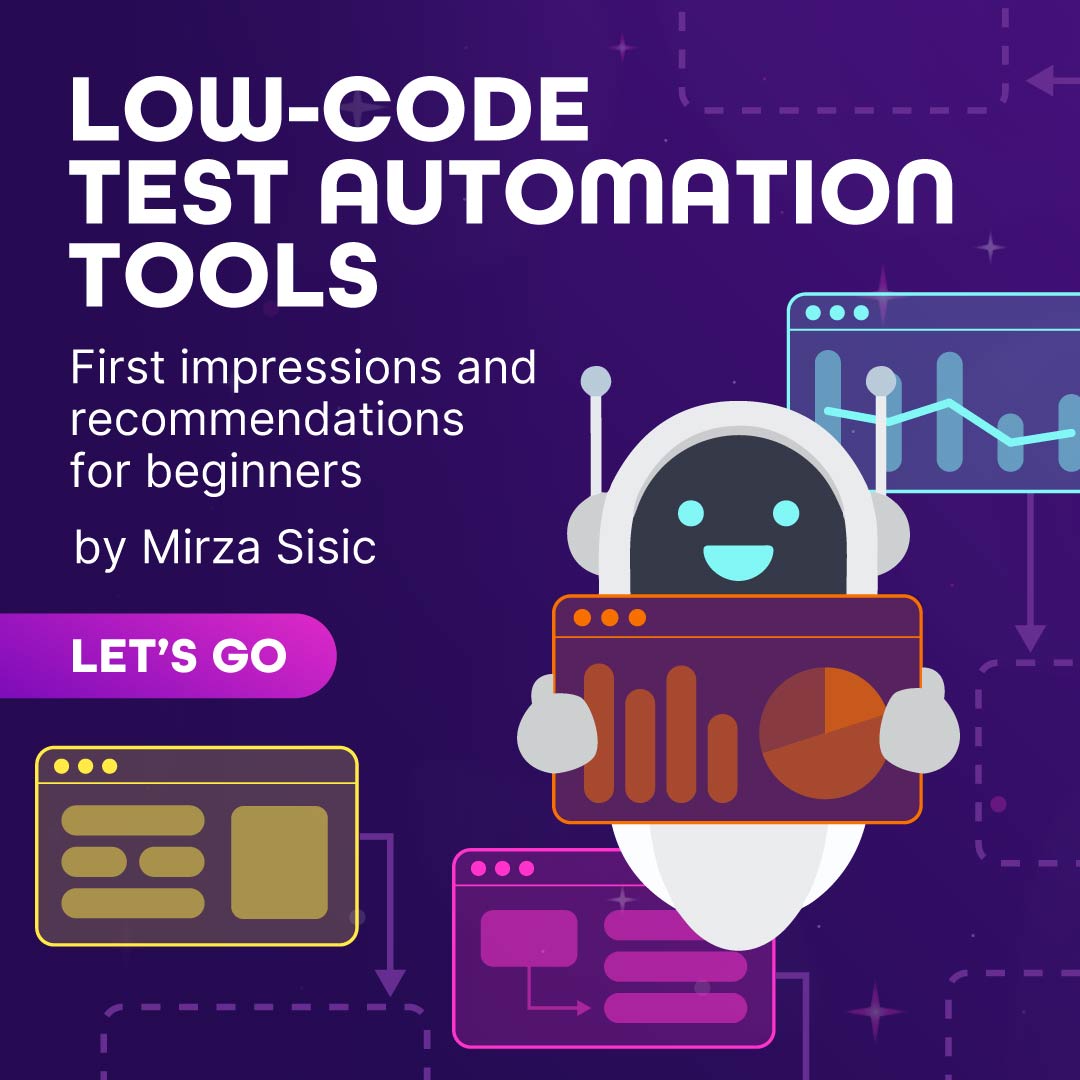 LOW-CODE
TEST AUTOMATION
TOOLS
First impressions and
recommendations
for beginners
by Mirza Sisic
LET’S GO